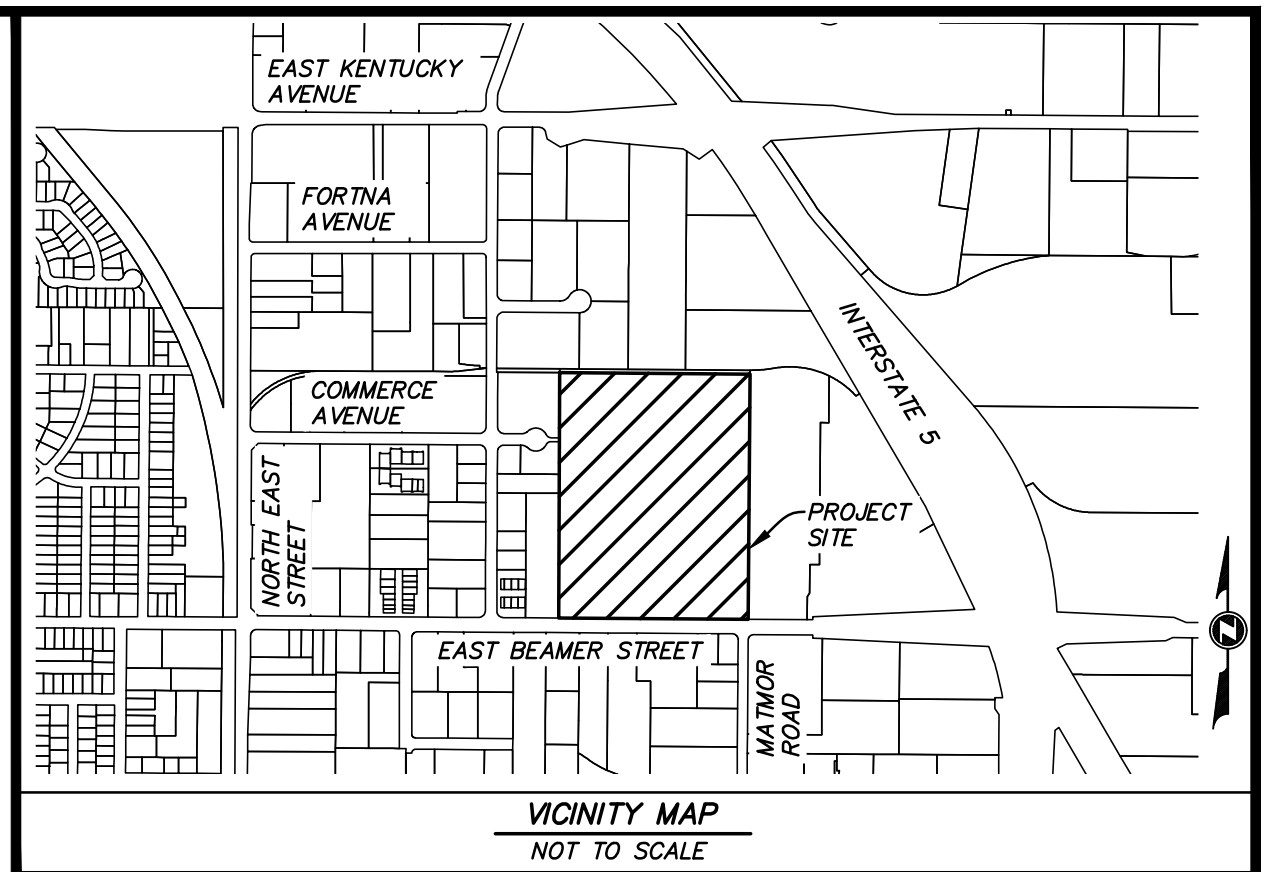 EAST KENTUCKY
AVENUE
FORTNA
AVENUE
INTERSTATE 5
COMMERCE
AVENUE
NORTH EAST
STREET
PROJECT
SITE
EAST BEAMER STREET
MATMOR
ROAD
N
VICINITY MAP
NOT TO SCALE